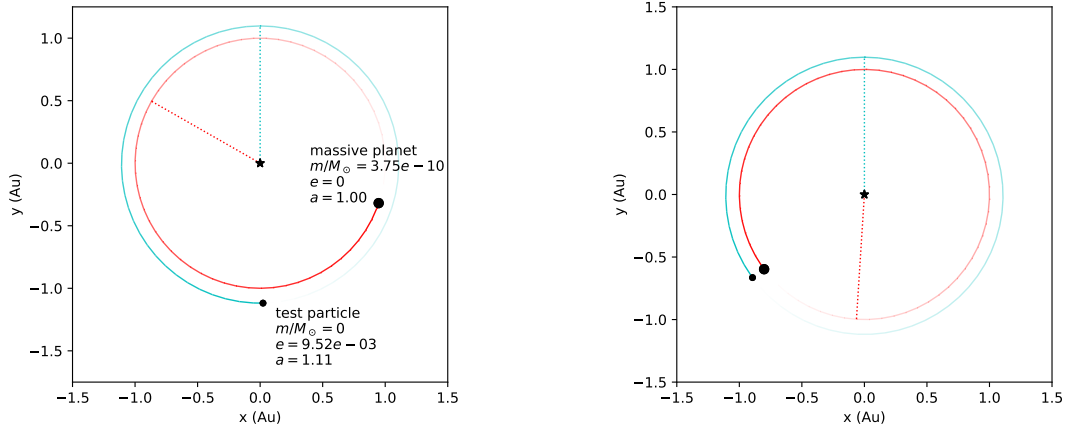 1.0
0.5
0.0
−0.5
−1.0
−1.5
y (Au)
−1.5 −1.0 −0.5 0.0 0.5 1.0 1.5
x (Au)
massive planet
m/M☉ = 3.75e − 10
e = 0
a = 1.00
test particle
m/M☉ = 0
e = 9.52e − 03
a = 1.11
1.5
1.0
0.5
0.0
−0.5
−1.0
−1.5
y (Au)
−1.5 −1.0 −0.5 0.0 0.5 1.0 1.5
x (Au)